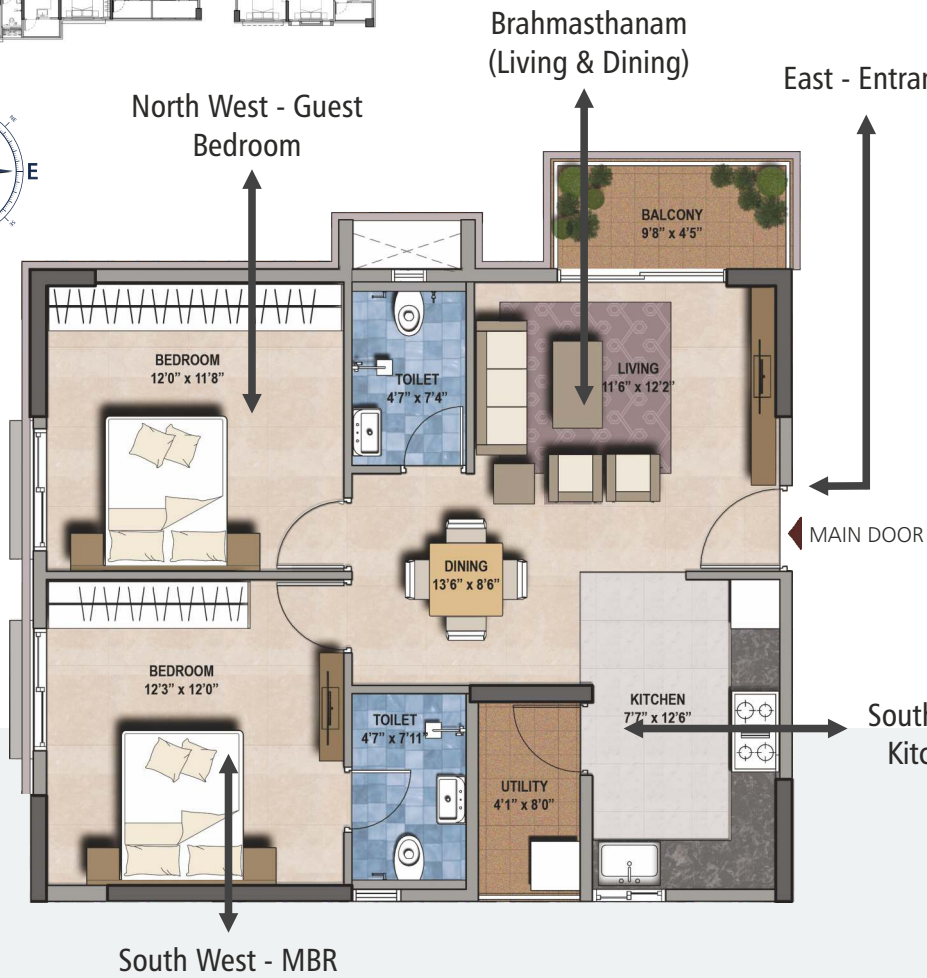 Brahmasthanam
(Living & Dining)
East - Entran
North West - Guest
Bedroom
E
BALCONY
9'8" x 4'5"
BEDROOM
12'0" x 11'8"
TOILET
4'7" x 7'4"
LIVING
11'6" x 12'2"
MAIN DOOR
DINING
13'6" x 8'6"
BEDROOM
12'3" x 12'0"
KITCHEN
7'7" x 12'6"
South
Kitc
TOILET
4'7" x 7'11"
UTILITY
4'1" x 8'0"
South West - MBR